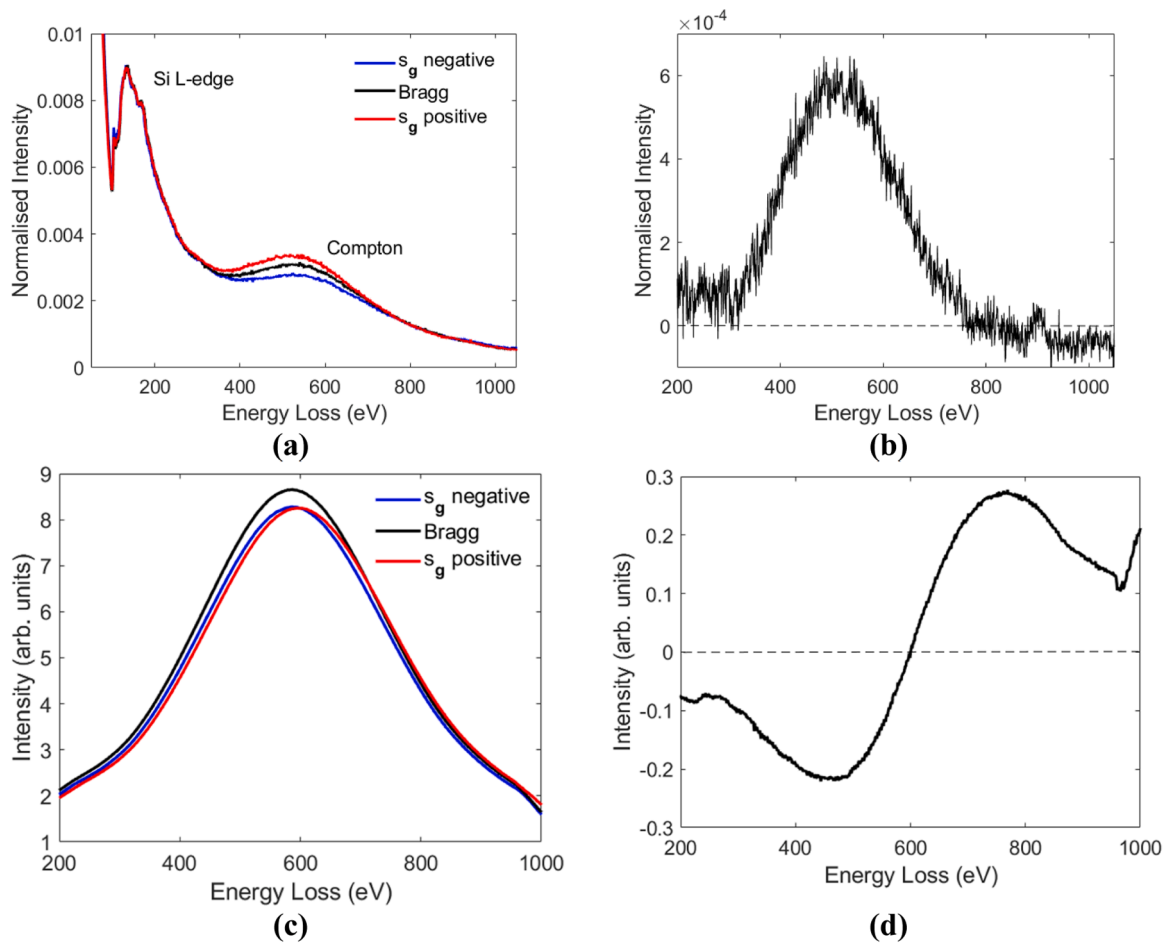 0.01
0.008
0.006
0.004
0.002
0
200 400 600 800 1000
Normalised Intensity
Energy Loss (eV)
Si L-edge
Compton
s_g negative
Bragg
s_g positive
(a)
×10⁻⁴
6
4
2
0
200 400 600 800 1000
Normalised Intensity
Energy Loss (eV)
(b)
9
8
7
6
5
4
3
2
1
200 400 600 800 1000
Intensity (arb. units)
Energy Loss (eV)
s_g negative
Bragg
s_g positive
(c)
0.3
0.2
0.1
0
-0.1
-0.2
-0.3
200 400 600 800 1000
Intensity (arb. units)
Energy Loss (eV)
(d)